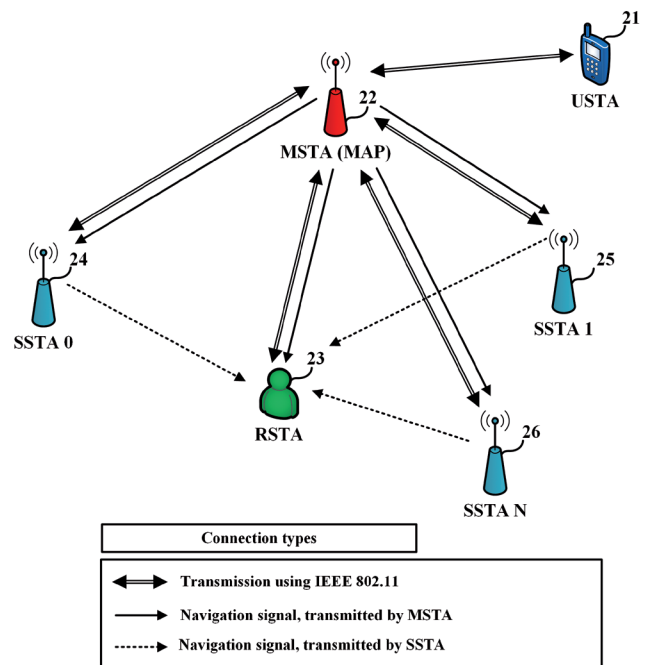 21
USTA
22
MSTA (MAP)
24
SSTA 0
25
SSTA 1
23
RSTA
26
SSTA N
Connection types
Transmission using IEEE 802.11
Navigation signal, transmitted by MSTA
Navigation signal, transmitted by SSTA